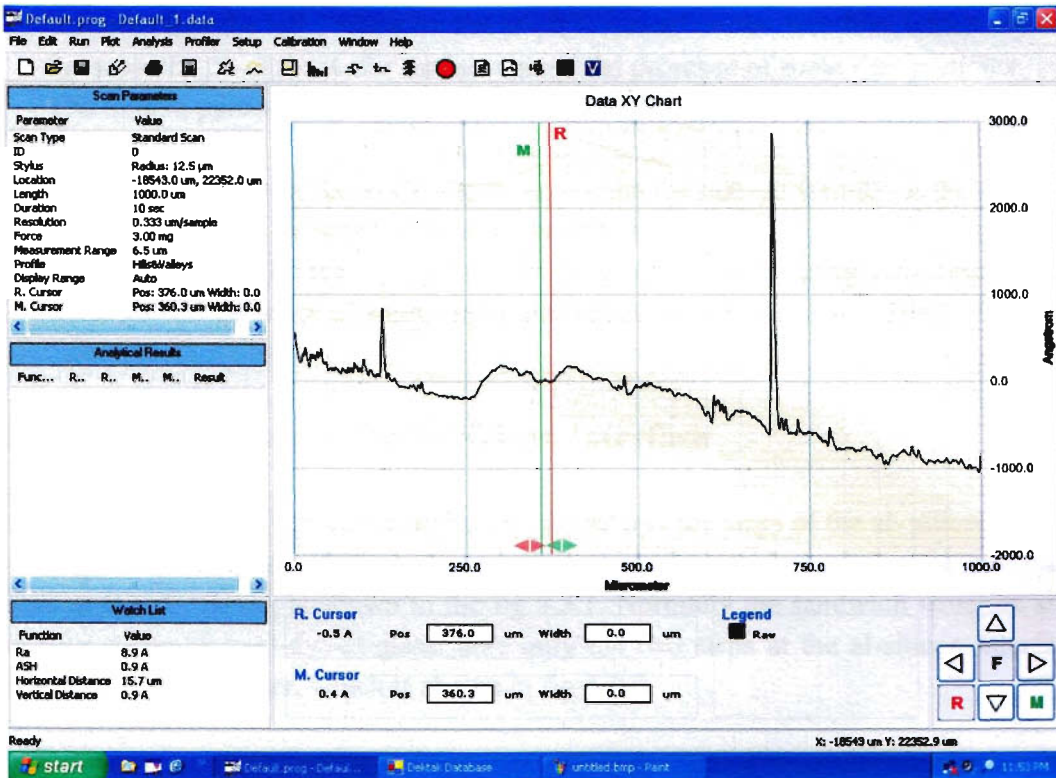 Default.prog - Default_1.data
File Edit Run Plot Analysis Profiler Setup Calibration Window Help
Scan Parameters
Parameter Value
Scan Type Standard Scan
ID 0
Stylus Radius: 12.5 µm
Location -18543.0 um, 22352.0 um
Length 1000.0 um
Duration 10 sec
Resolution 0.333 um/sample
Force 3.00 mg
Measurement Range 6.5 um
Profile Hills&Valleys
Display Range Auto
R. Cursor Pos: 376.0 um Width: 0.0
M. Cursor Pos: 360.3 um Width: 0.0
Analytical Results
Func... R.. R.. M.. M.. Result
Watch List
Function Value
Ra 8.9 A
ASH 0.9 A
Horizontal Distance 15.7 um
Vertical Distance 0.9 A
Data XY Chart
M R
3000.0
2000.0
1000.0
0.0
-1000.0
-2000.0
Angstrom
0.0 250.0 500.0 750.0 1000.0
Micrometer
R. Cursor
-0.5 A Pos 376.0 um Width 0.0 um
M. Cursor
0.4 A Pos 360.3 um Width 0.0 um
Legend
Raw
F
R M
Ready X: -18543 um Y: 22352.9 um
start Default.prog - Defaul... Dektak Database untitled.bmp - Paint 11:53 PM